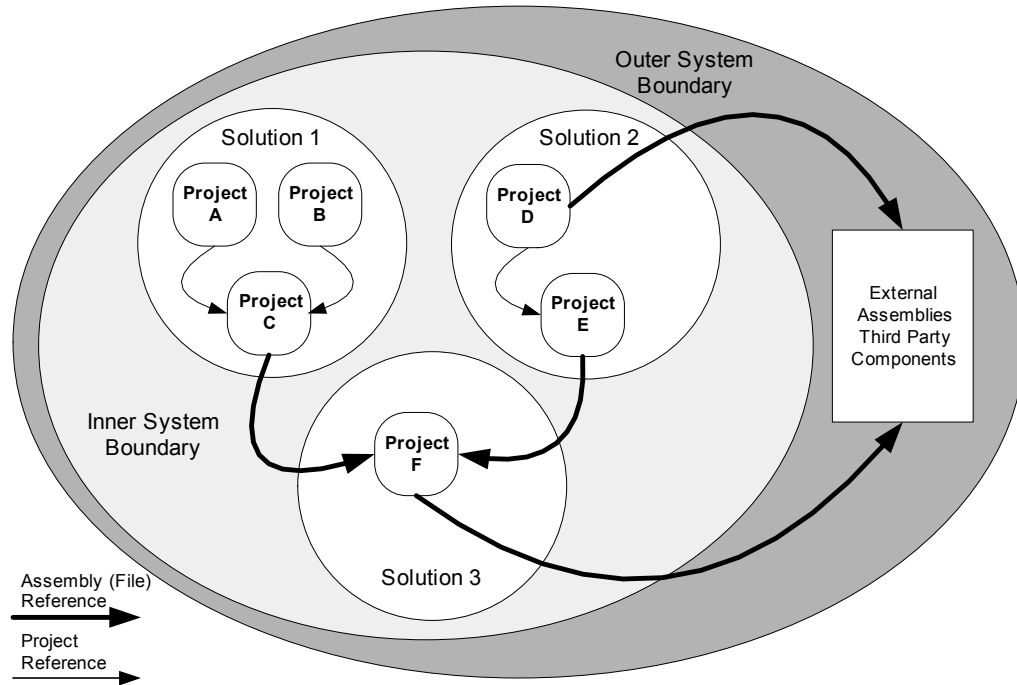 Outer System
Boundary
Solution 1
Solution 2
Project
A
Project
B
Project
D
Project
C
Project
E
External
Assemblies
Third Party
Components
Inner System
Boundary
Project
F
Solution 3
Assembly (File)
Reference
Project
Reference